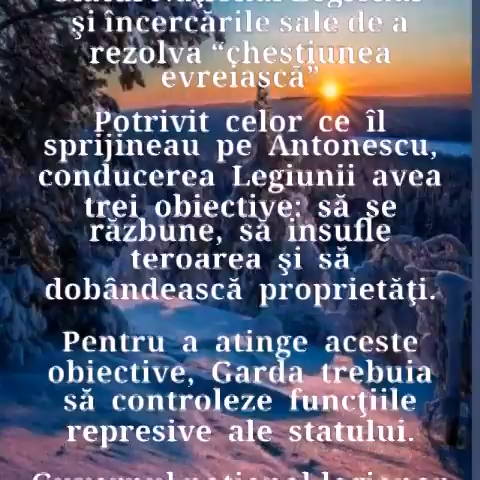 şi încercările sale de a
rezolva “chestiunea
evreiască”
Potrivit celor ce îl
sprijineau pe Antonescu,
conducerea Legiunii avea
trei obiective: să se
răzbune, să insufle
teroarea şi să
dobândească proprietăţi.
Pentru a atinge aceste
obiective, Garda trebuia
să controleze funcţiile
represive ale statului.